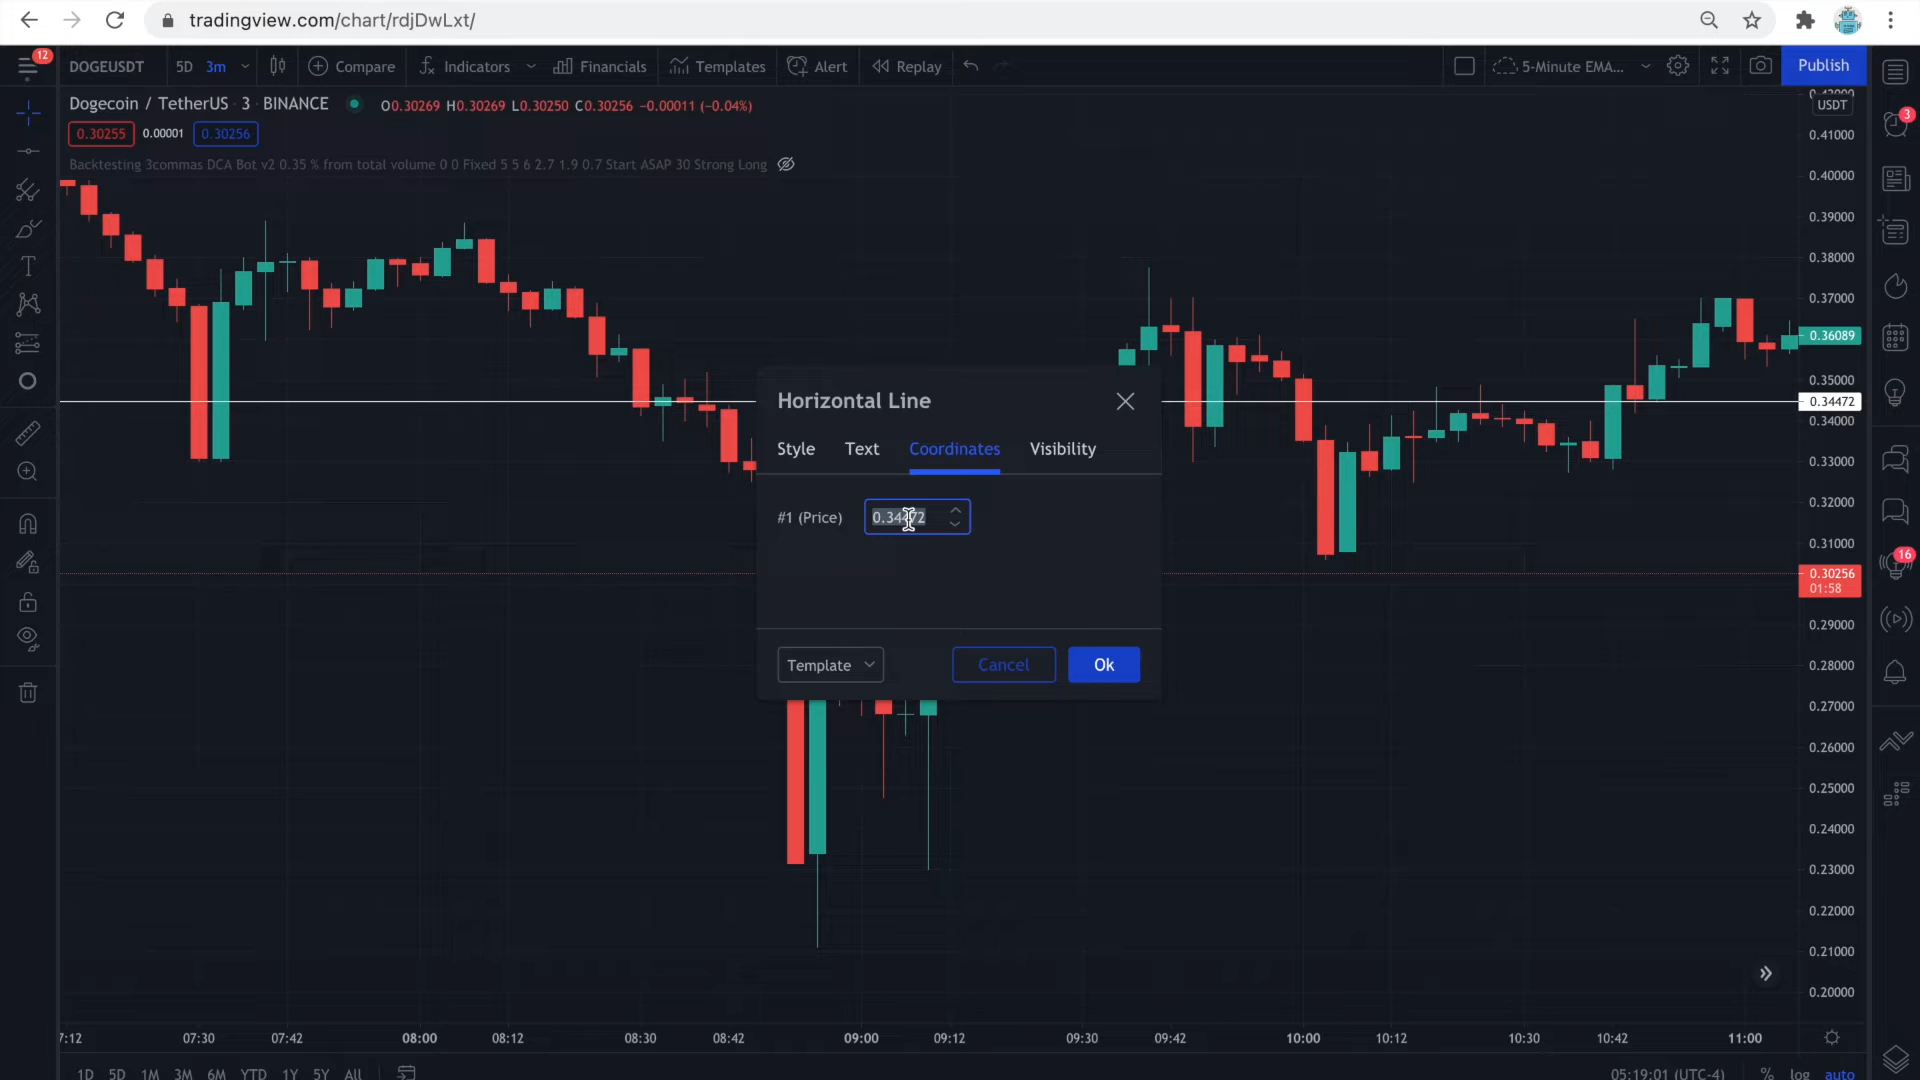 tradingview.com/chart/rdjDwLxt/
12
DOGEUSDT 5D 3m Compare Indicators Financials Templates Alert Replay 5-Minute EMA... Publish
Dogecoin / TetherUS 3 BINANCE O0.30269 H0.30269 L0.30250 C0.30256 −0.00011 (−0.04%)
USDT
3
0.30255 0.00001 0.30256
Backtesting 3commas DCA Bot v2 0.35 % from total volume 0 0 Fixed 5 5 6 2.7 1.9 0.7 Start ASAP 30 Strong Long
0.41000
0.40000
0.39000
0.38000
0.37000
0.36089
0.35000
0.34472
0.34000
0.33000
0.32000
0.31000
0.30256
01:58
16
0.29000
0.28000
0.27000
0.26000
0.25000
0.24000
0.23000
0.22000
0.21000
0.20000
Horizontal Line
Style Text Coordinates Visibility
#1 (Price) 0.34472
Template Cancel Ok
7:12 07:30 07:42 08:00 08:12 08:30 08:42 09:00 09:12 09:30 09:42 10:00 10:12 10:30 10:42 11:00
1D 5D 1M 3M 6M YTD 1Y 5Y All 05:19:01 (UTC-4) % log auto